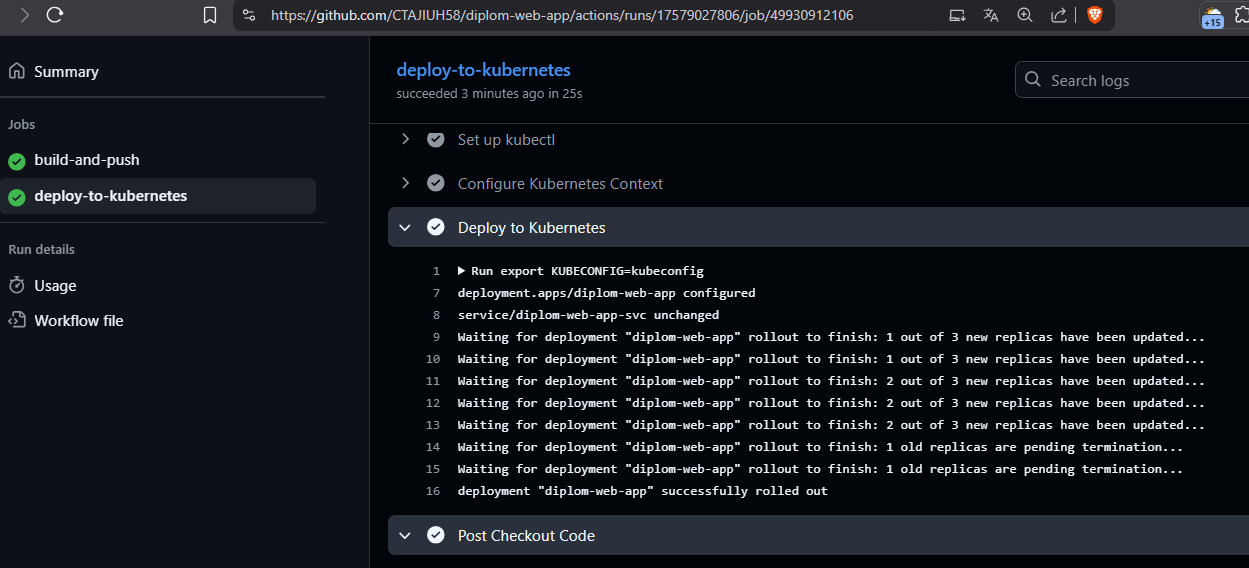 https://github.com/CTAJIUH58/diplom-web-app/actions/runs/17579027806/job/49930912106
+15
Summary
Jobs
build-and-push
deploy-to-kubernetes
Run details
Usage
Workflow file
deploy-to-kubernetes
succeeded 3 minutes ago in 25s
Search logs
Set up kubectl
Configure Kubernetes Context
Deploy to Kubernetes
1 Run export KUBECONFIG=kubeconfig
7 deployment.apps/diplom-web-app configured
8 service/diplom-web-app-svc unchanged
9 Waiting for deployment "diplom-web-app" rollout to finish: 1 out of 3 new replicas have been updated...
10 Waiting for deployment "diplom-web-app" rollout to finish: 1 out of 3 new replicas have been updated...
11 Waiting for deployment "diplom-web-app" rollout to finish: 2 out of 3 new replicas have been updated...
12 Waiting for deployment "diplom-web-app" rollout to finish: 2 out of 3 new replicas have been updated...
13 Waiting for deployment "diplom-web-app" rollout to finish: 2 out of 3 new replicas have been updated...
14 Waiting for deployment "diplom-web-app" rollout to finish: 1 old replicas are pending termination...
15 Waiting for deployment "diplom-web-app" rollout to finish: 1 old replicas are pending termination...
16 deployment "diplom-web-app" successfully rolled out
Post Checkout Code